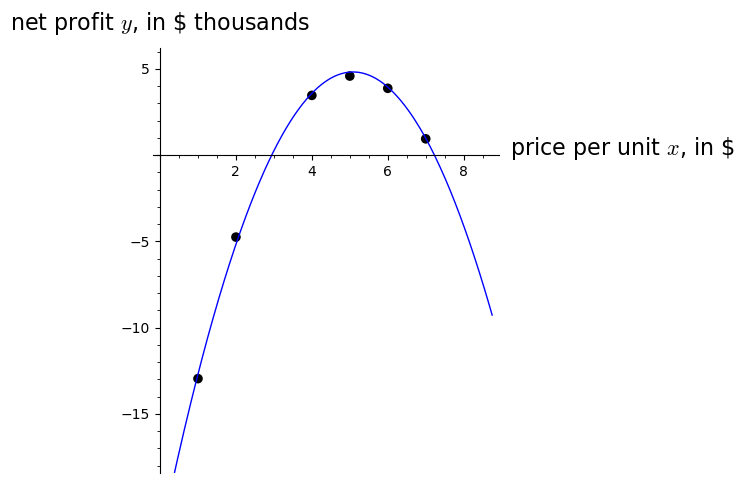 net profit y, in $ thousands
5
price per unit x, in $
2 4 6 8
−5
−10
−15